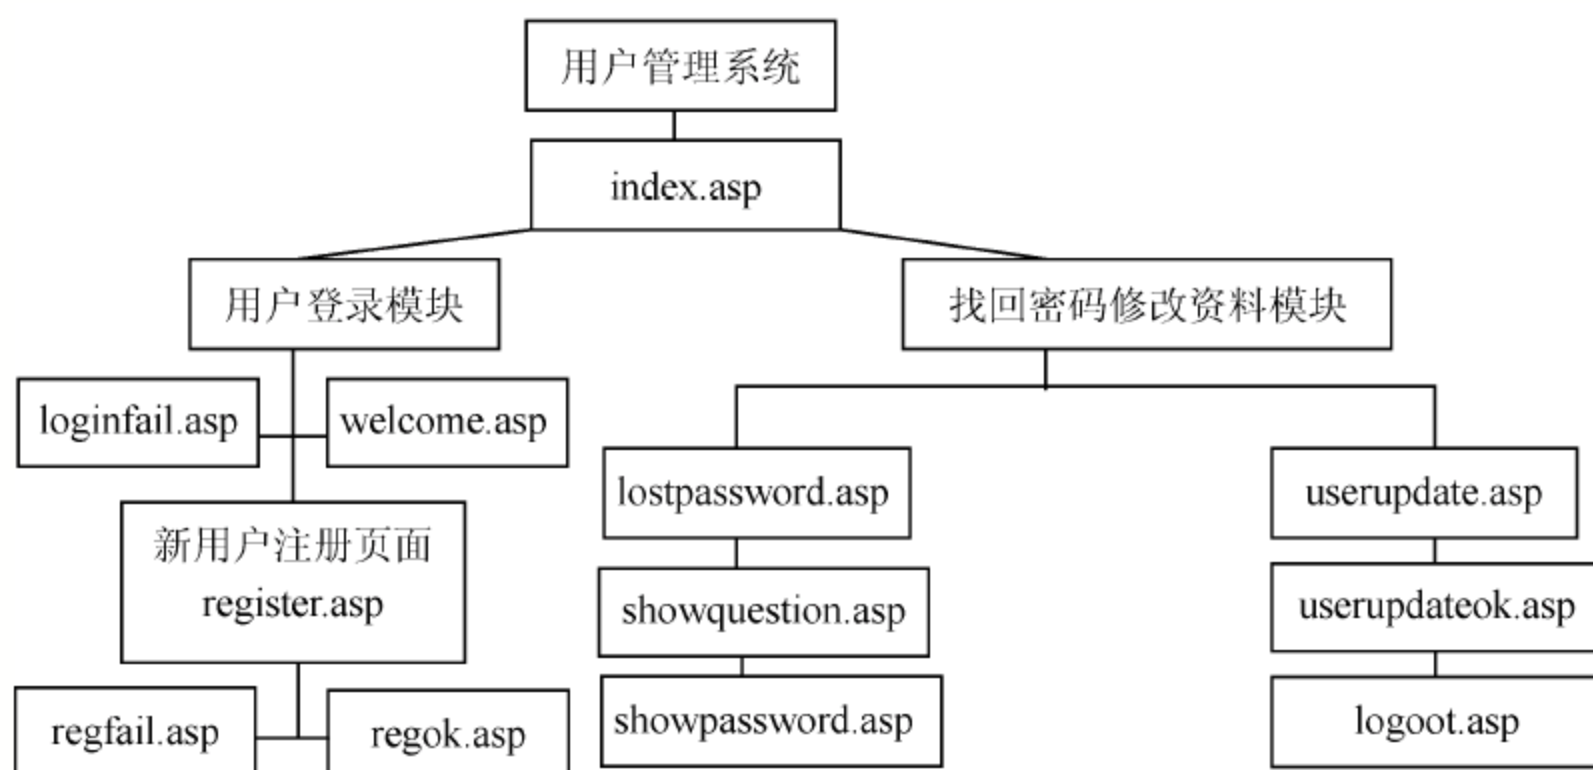 用户管理系统
index.asp
用户登录模块
找回密码修改资料模块
loginfail.asp
welcome.asp
lostpassword.asp
userupdate.asp
新用户注册页面
register.asp
showquestion.asp
userupdateok.asp
regfail.asp
regok.asp
showpassword.asp
logoot.asp